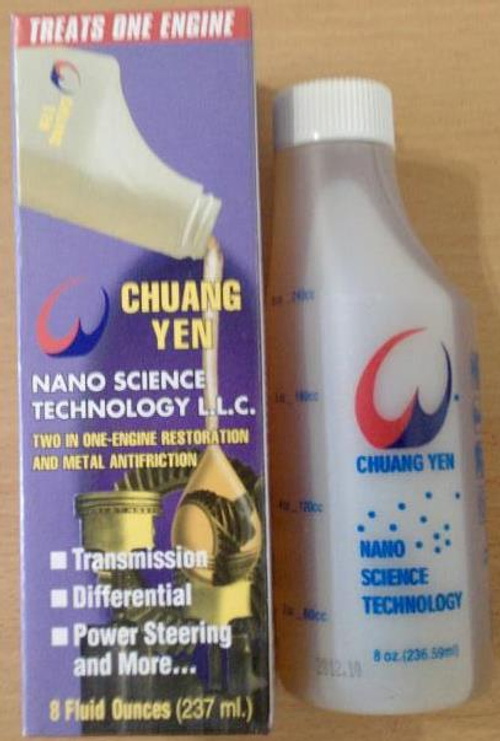 TREATS ONE ENGINE
CHUANG
YEN
NANO SCIENCE
TECHNOLOGY L.L.C.
TWO IN ONE-ENGINE RESTORATION
AND METAL ANTIFRICTION
Transmission
Differential
Power Steering
and More...
8 Fluid Ounces (237 ml.)
CHUANG YEN
NANO
SCIENCE
TECHNOLOGY
8 oz.(236.59ml)